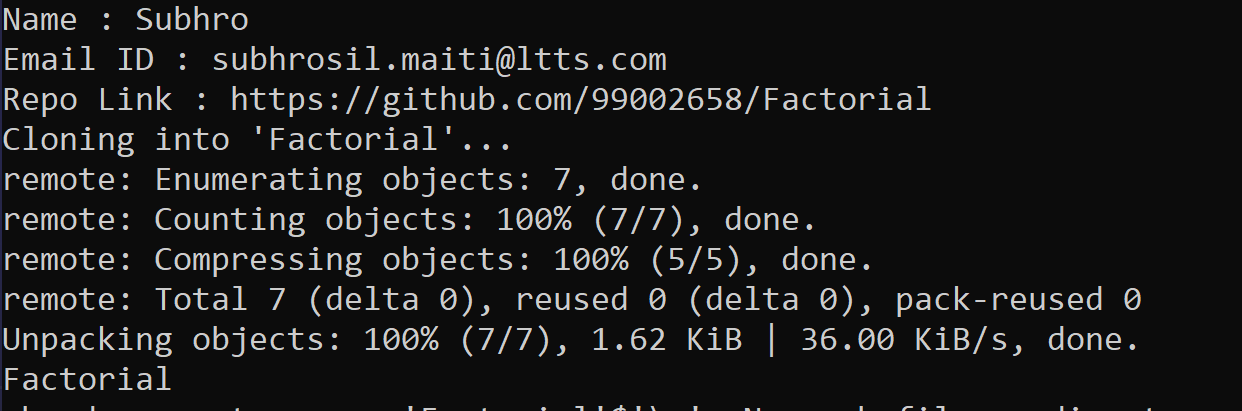 Name : Subhro
Email ID : subhrosil.maiti@ltts.com
Repo Link : https://github.com/99002658/Factorial
Cloning into 'Factorial'...
remote: Enumerating objects: 7, done.
remote: Counting objects: 100% (7/7), done.
remote: Compressing objects: 100% (5/5), done.
remote: Total 7 (delta 0), reused 0 (delta 0), pack-reused 0
Unpacking objects: 100% (7/7), 1.62 KiB | 36.00 KiB/s, done.
Factorial